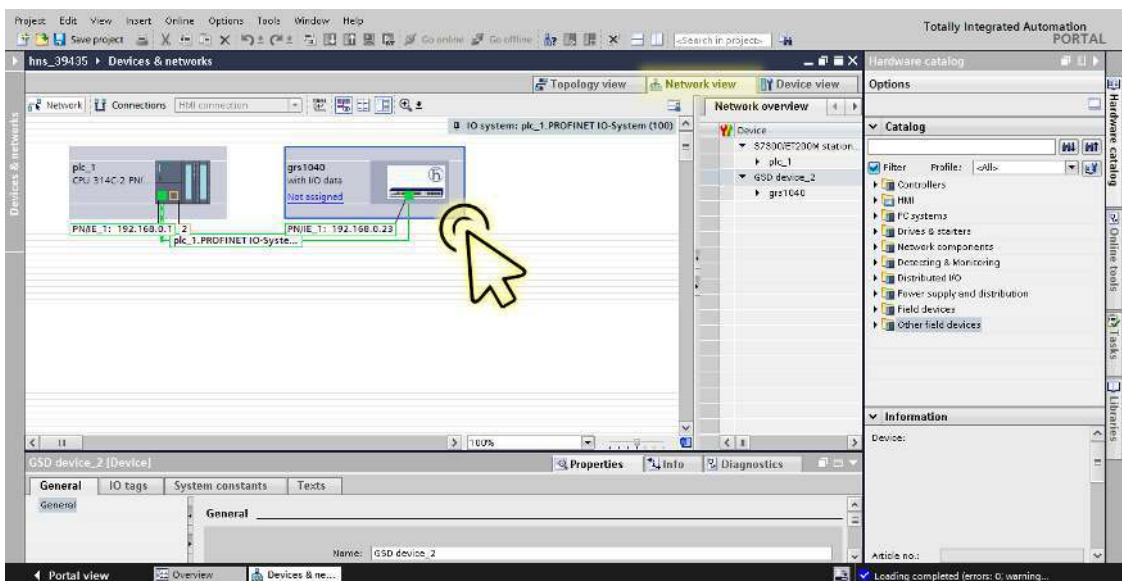 Project Edit View Insert Online Options Tools Window Help
Totally Integrated Automation
PORTAL
Save project
Go online
Go offline
<Search in project>
hns_39435 ▸ Devices & networks
Hardware catalog
Topology view
Network view
Device view
Options
Network
Connections
HMI connection
Network overview
IO system: plc_1.PROFINET IO-System (100)
Catalog
Device
S7300/ET200M station...
plc_1
GSD device_2
grs1040
Filter
Profile:
<All>
Controllers
HMI
PC systems
Drives & starters
Network components
Detecting & Monitoring
Distributed I/O
Power supply and distribution
Field devices
Other field devices
plc_1
CPU 314C-2 PN/...
grs1040
with I/O data
Not assigned
PN/IE_1: 192.168.0.1
2
PN/IE_1: 192.168.0.23
plc_1.PROFINET IO-Syste...
Devices & networks
Hardware catalog
Online tools
Tasks
Libraries
100%
Information
Device:
Article no.:
GSD device_2 [Device]
Properties
Info
Diagnostics
General
IO tags
System constants
Texts
General
General
Name:
GSD device_2
Portal view
Overview
Devices & ne...
Loading completed (errors: 0; warning...